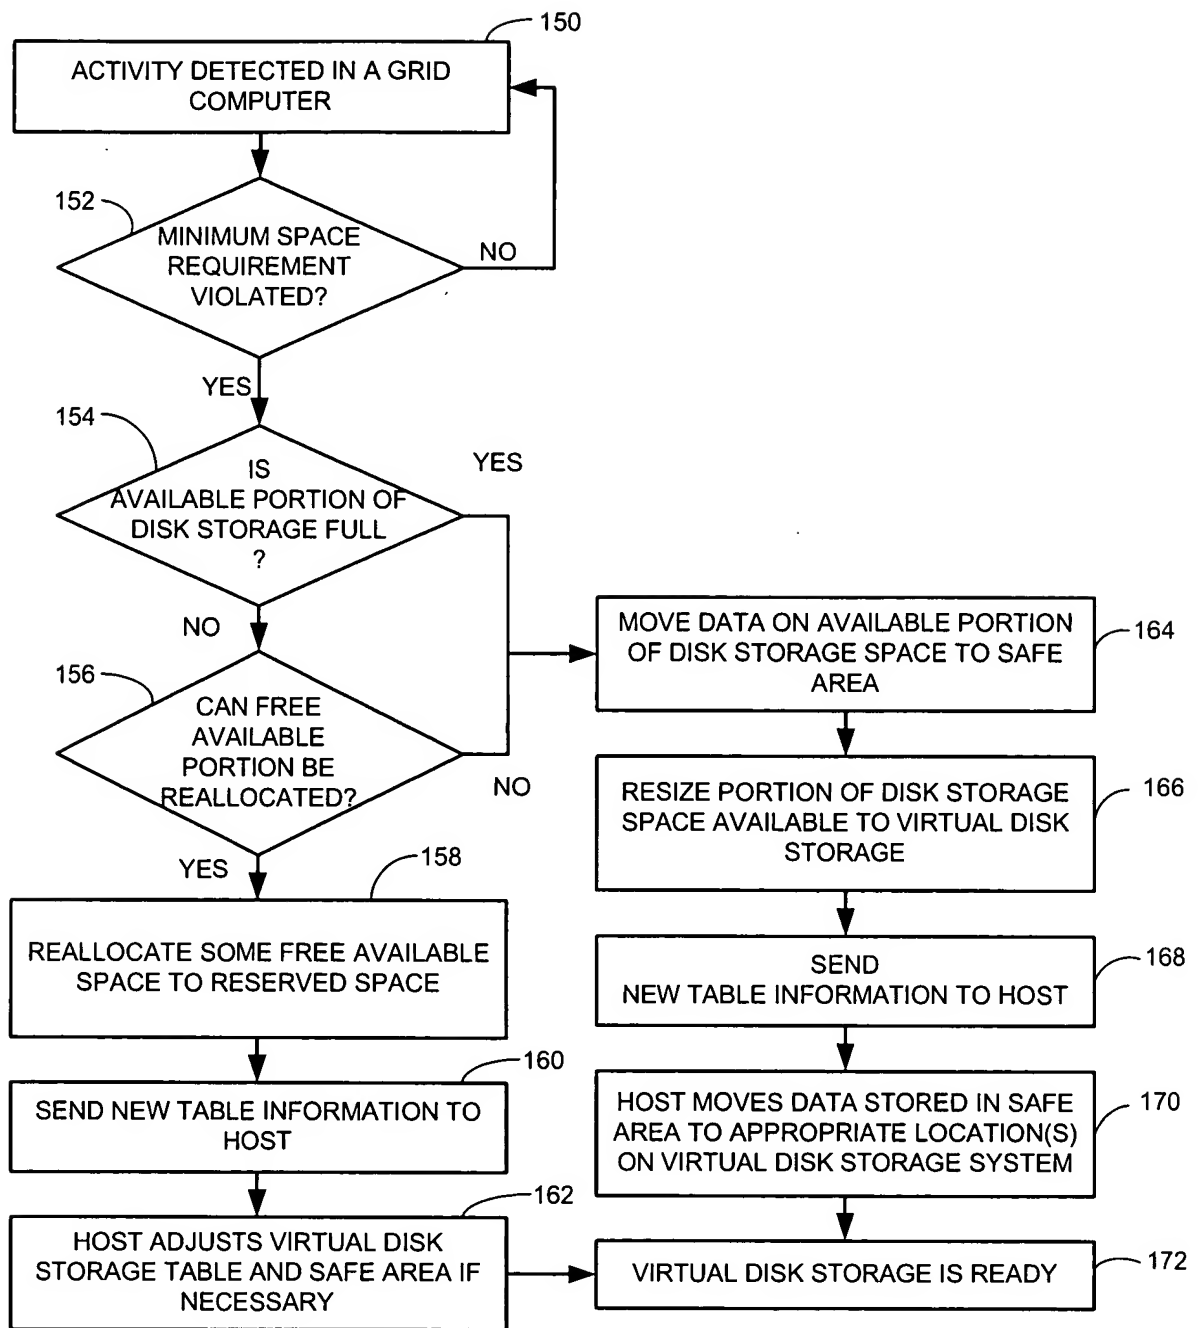 150
ACTIVITY DETECTED IN A GRID
COMPUTER
152
MINIMUM SPACE
REQUIREMENT
VIOLATED?
NO
YES
154
IS
AVAILABLE PORTION OF
DISK STORAGE FULL
?
YES
NO
156
CAN FREE
AVAILABLE
PORTION BE
REALLOCATED?
NO
YES
158
REALLOCATE SOME FREE AVAILABLE
SPACE TO RESERVED SPACE
160
SEND NEW TABLE INFORMATION TO
HOST
162
HOST ADJUSTS VIRTUAL DISK
STORAGE TABLE AND SAFE AREA IF
NECESSARY
MOVE DATA ON AVAILABLE PORTION
OF DISK STORAGE SPACE TO SAFE
AREA
164
RESIZE PORTION OF DISK STORAGE
SPACE AVAILABLE TO VIRTUAL DISK
STORAGE
166
SEND
NEW TABLE INFORMATION TO HOST
168
HOST MOVES DATA STORED IN SAFE
AREA TO APPROPRIATE LOCATION(S)
ON VIRTUAL DISK STORAGE SYSTEM
170
VIRTUAL DISK STORAGE IS READY
172